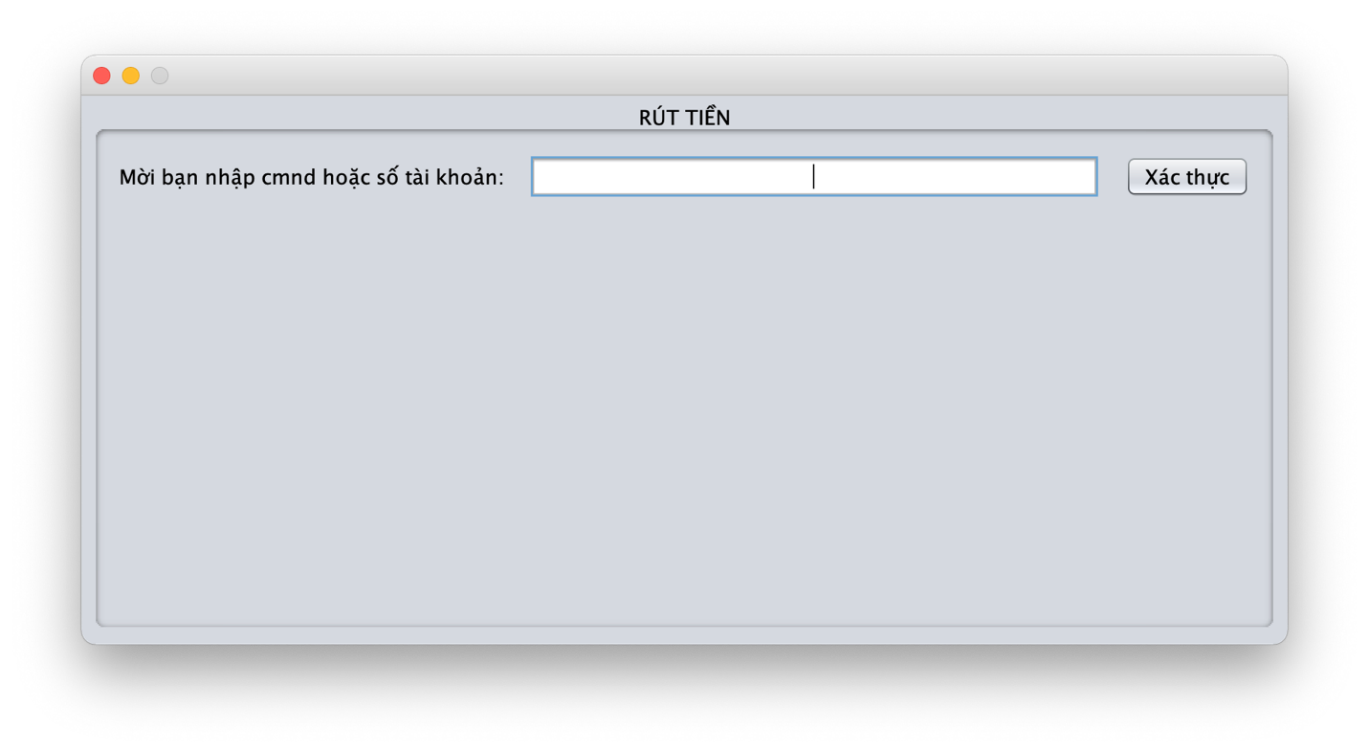 RÚT TIỀN
Mời bạn nhập cmnd hoặc số tài khoản: Xác thực